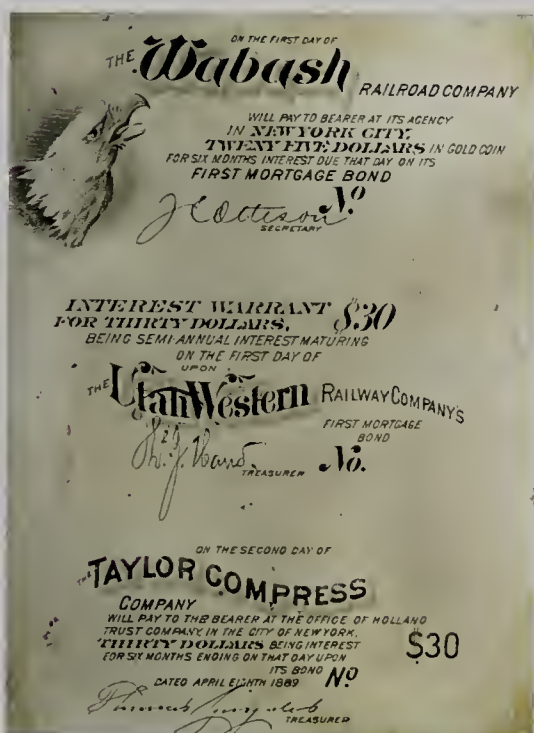 ON THE FIRST DAY OF
THE Wabash RAILROAD COMPANY
WILL PAY TO BEARER AT ITS AGENCY
IN NEW YORK CITY,
TWENTY FIVE DOLLARS IN GOLD COIN
FOR SIX MONTHS INTEREST DUE THAT DAY ON ITS
FIRST MORTGAGE BOND
No
SECRETARY
INTEREST WARRANT $30
FOR THIRTY DOLLARS,
BEING SEMI-ANNUAL INTEREST MATURING
ON THE FIRST DAY OF
UPON
THE Utah Western RAILWAY COMPANY'S
FIRST MORTGAGE
BOND
No.
TREASURER
ON THE SECOND DAY OF
THE TAYLOR COMPRESS
COMPANY
WILL PAY TO THE BEARER AT THE OFFICE OF HOLLAND
TRUST COMPANY IN THE CITY OF NEW YORK,
THIRTY DOLLARS BEING INTEREST $30
FOR SIX MONTHS ENDING ON THAT DAY UPON
ITS BOND No
DATED APRIL EIGHTH 1889
TREASURER